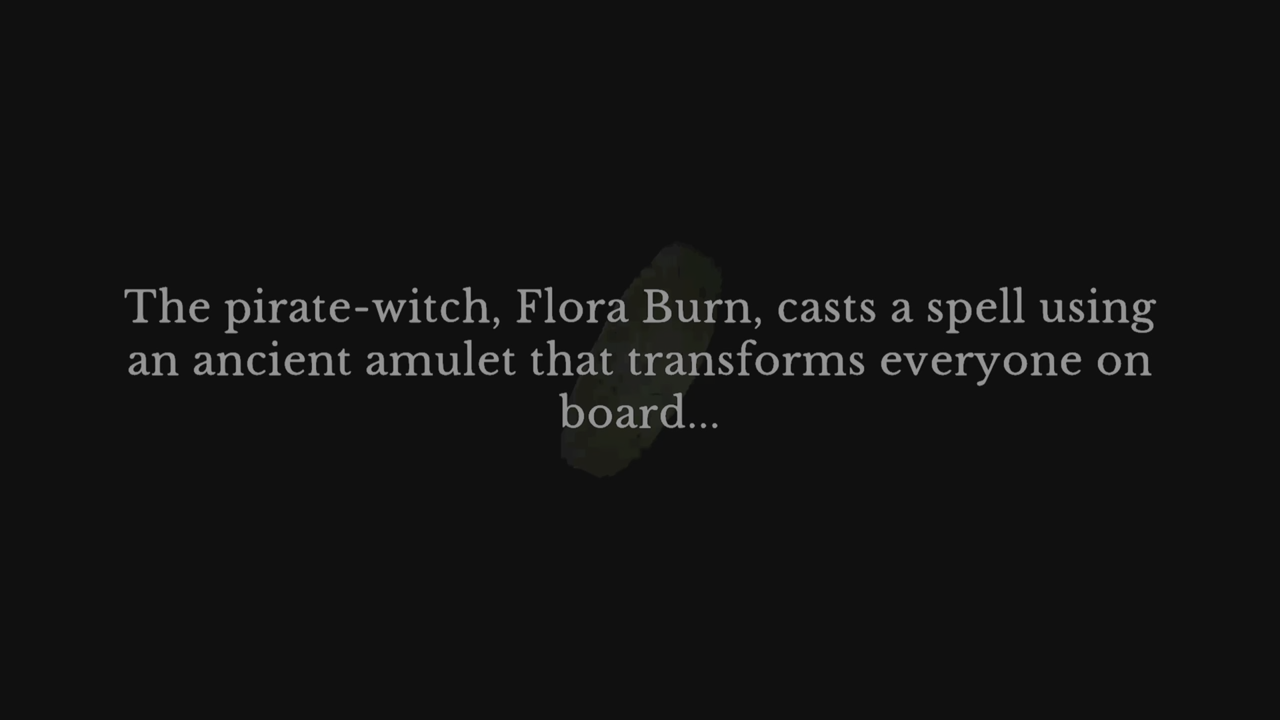 The pirate-witch, Flora Burn, casts a spell using
an ancient amulet that transforms everyone on
board...